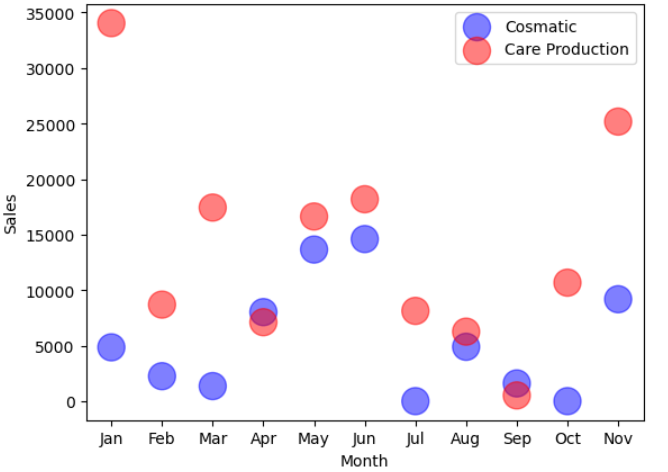 35000
30000
25000
20000
15000
10000
5000
0
Sales
Cosmatic
Care Production
Jan Feb Mar Apr May Jun Jul Aug Sep Oct Nov
Month